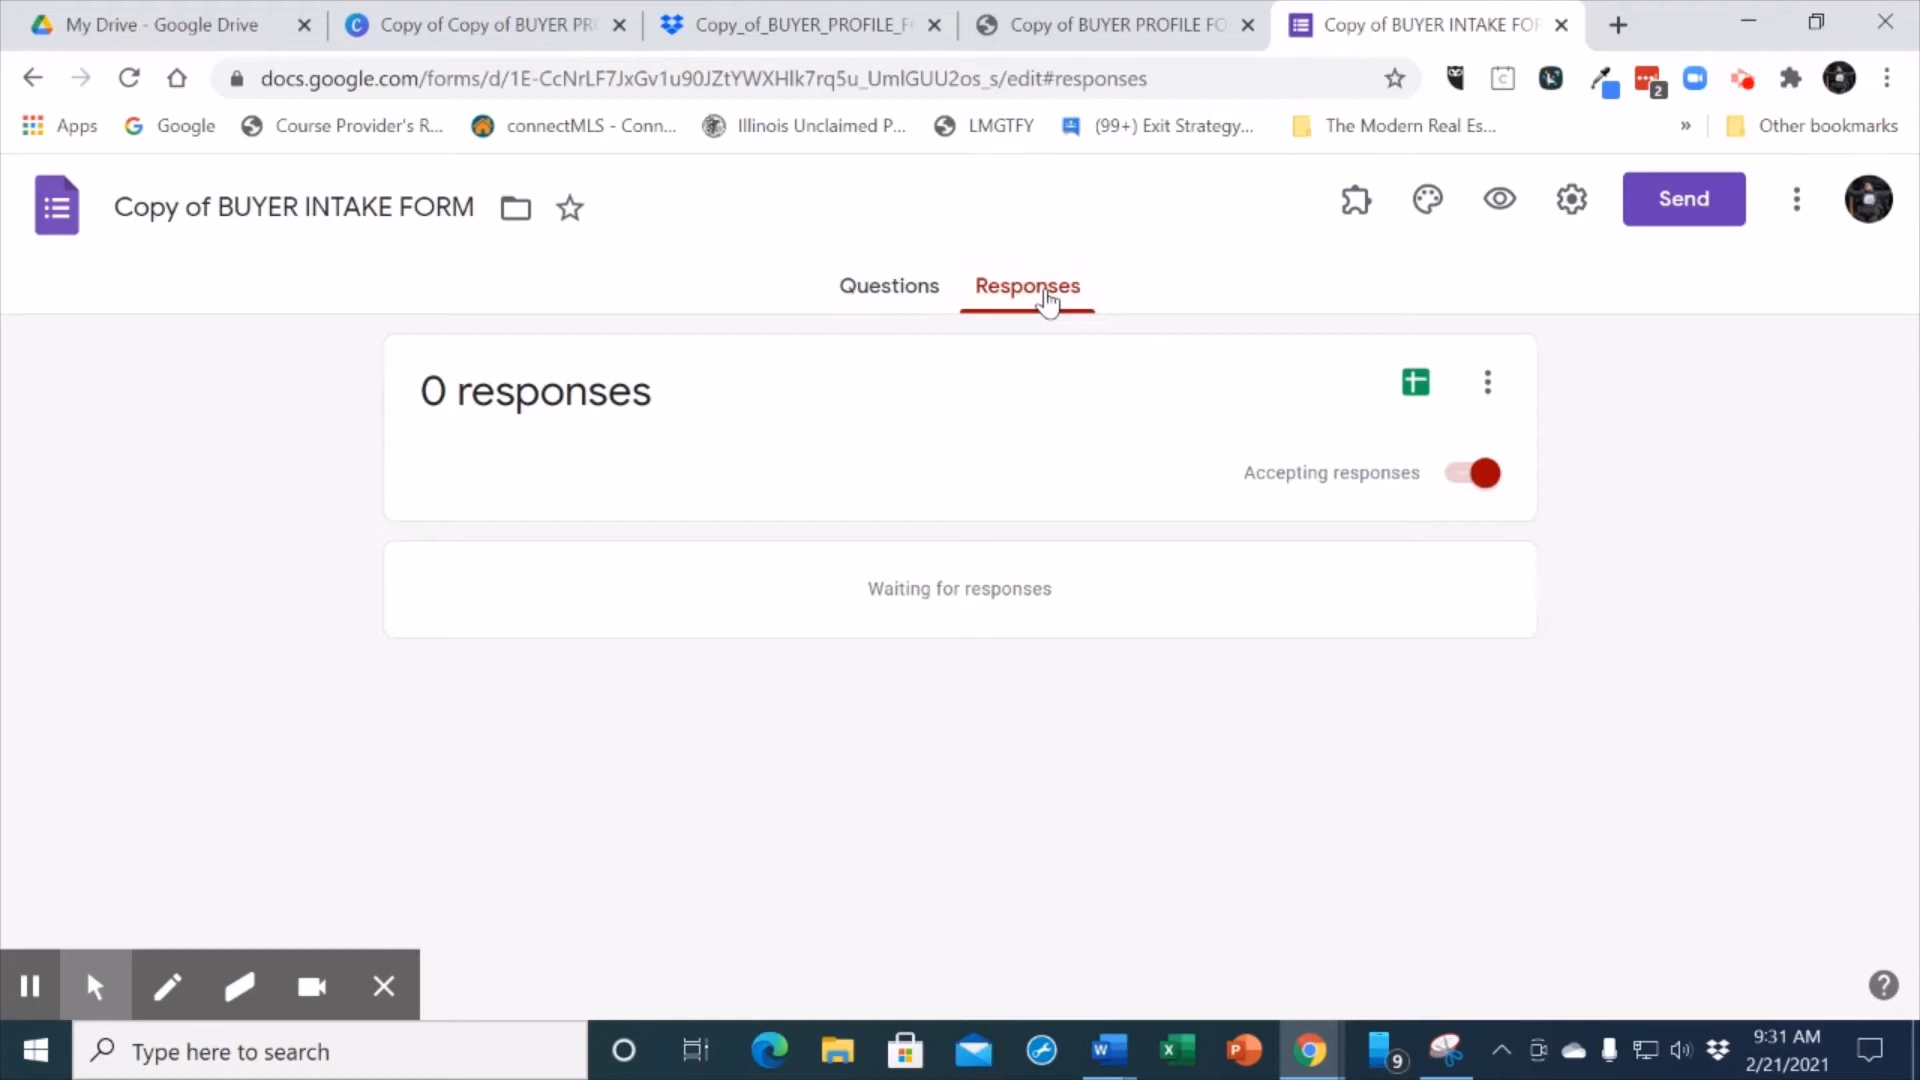 My Drive - Google Drive
Copy of Copy of BUYER PR
Copy_of_BUYER_PROFILE_F
Copy of BUYER PROFILE FO
Copy of BUYER INTAKE FOR
docs.google.com/forms/d/1E-CcNrLF7JxGv1u90JZtYWXHlk7rq5u_UmlGUU2os_s/edit#responses
2
Apps
Google
Course Provider's R...
connectMLS - Conn...
Illinois Unclaimed P...
LMGTFY
(99+) Exit Strategy...
The Modern Real Es...
»
Other bookmarks
Copy of BUYER INTAKE FORM
Send
Questions
Responses
0 responses
Accepting responses
Waiting for responses
Type here to search
9
9:31 AM
2/21/2021